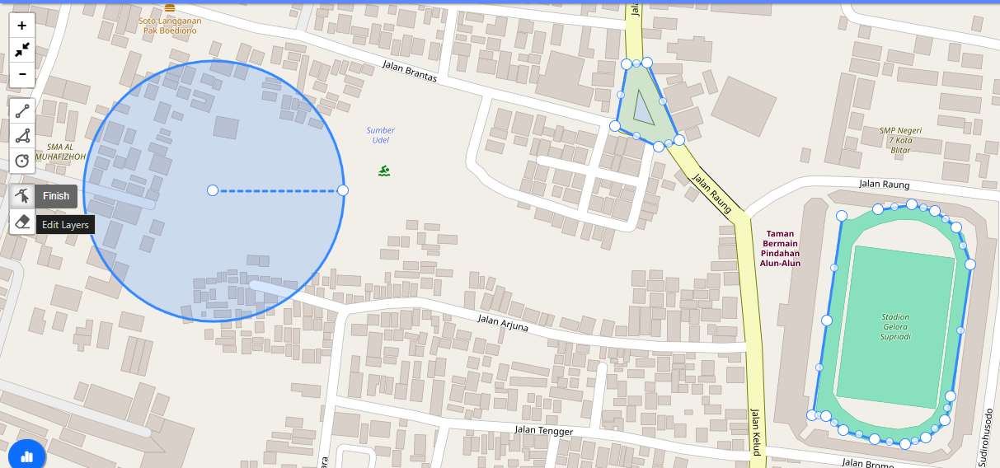 Jala
Soto Langganan
Pak Boediono
+
−
Jalan Brantas
Sumber
Udel
SMA AL
MUHAFIZHOH
SMP Negeri
7 Kota
Blitar
Finish
Edit Layers
Jalan Raung
Jalan Raung
Taman
Bermain
Pindahan
Alun-Alun
Stadion
Gelora
Supriadi
Jalan Arjuna
Jalan Tengger
Jalan Kelud
Sudirohusodo
ara
Jalan Bromo